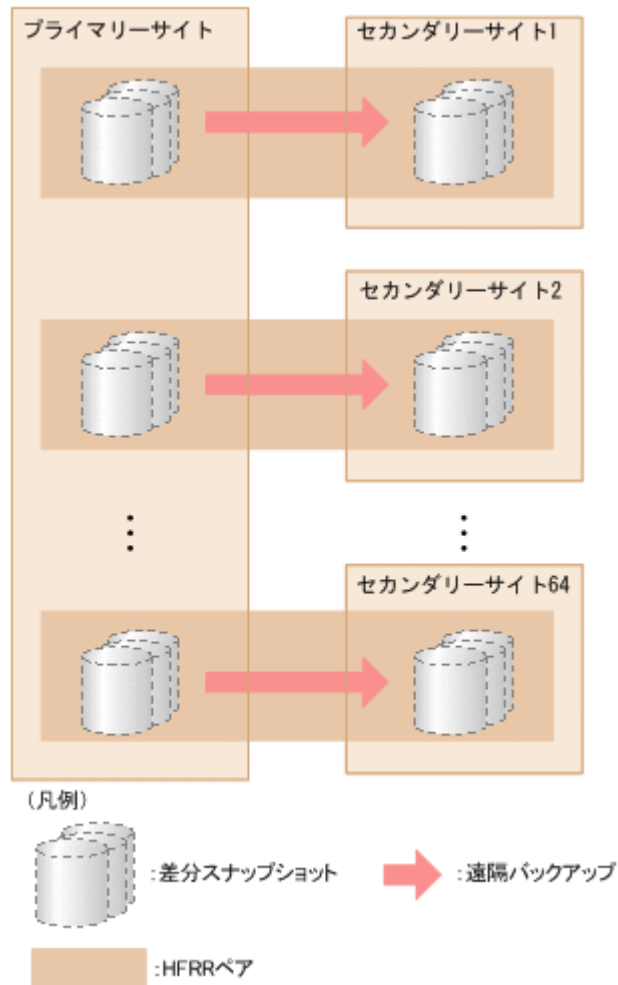 プライマリーサイト
セカンダリーサイト1
セカンダリーサイト2
セカンダリーサイト64
(凡例)
:差分スナップショット
:遠隔バックアップ
:HFRRペア